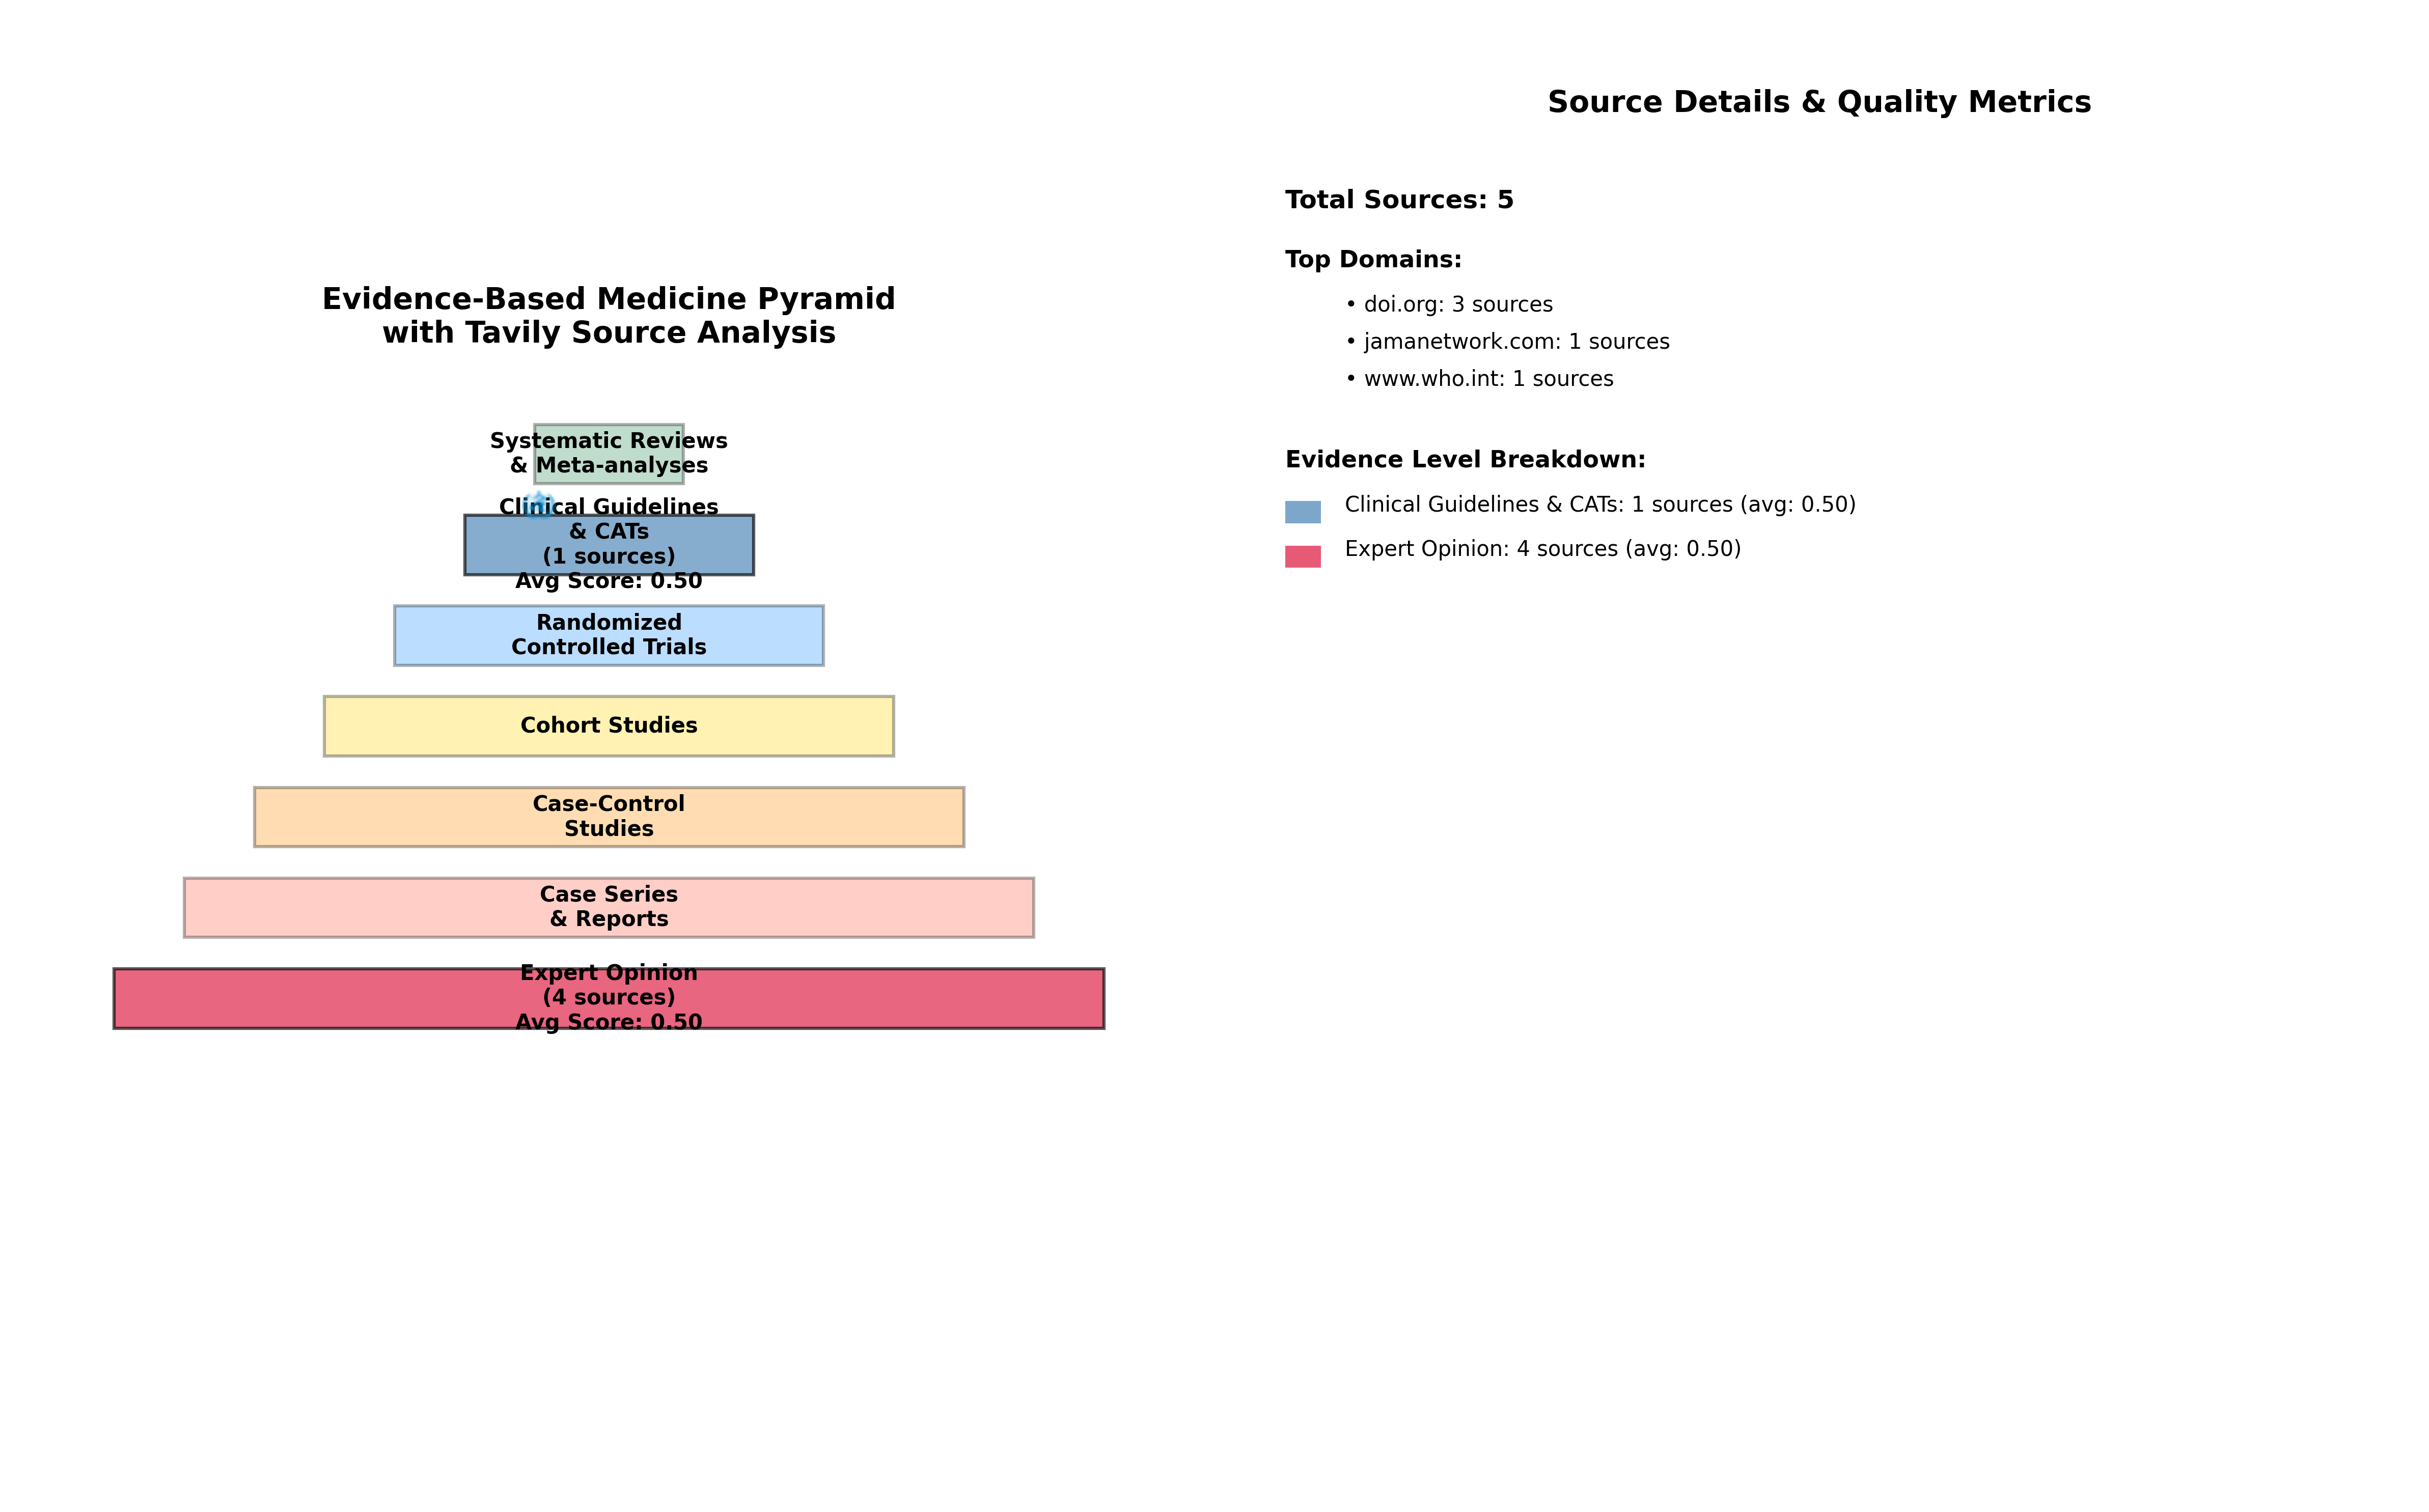 Evidence-Based Medicine Pyramid
with Tavily Source Analysis
Systematic Reviews
& Meta-analyses
Clinical Guidelines
& CATs
(1 sources)
Avg Score: 0.50
Randomized
Controlled Trials
Cohort Studies
Case-Control
Studies
Case Series
& Reports
Expert Opinion
(4 sources)
Avg Score: 0.50
Source Details & Quality Metrics
Total Sources: 5
Top Domains:
• doi.org: 3 sources
• jamanetwork.com: 1 sources
• www.who.int: 1 sources
Evidence Level Breakdown:
Clinical Guidelines & CATs: 1 sources (avg: 0.50)
Expert Opinion: 4 sources (avg: 0.50)